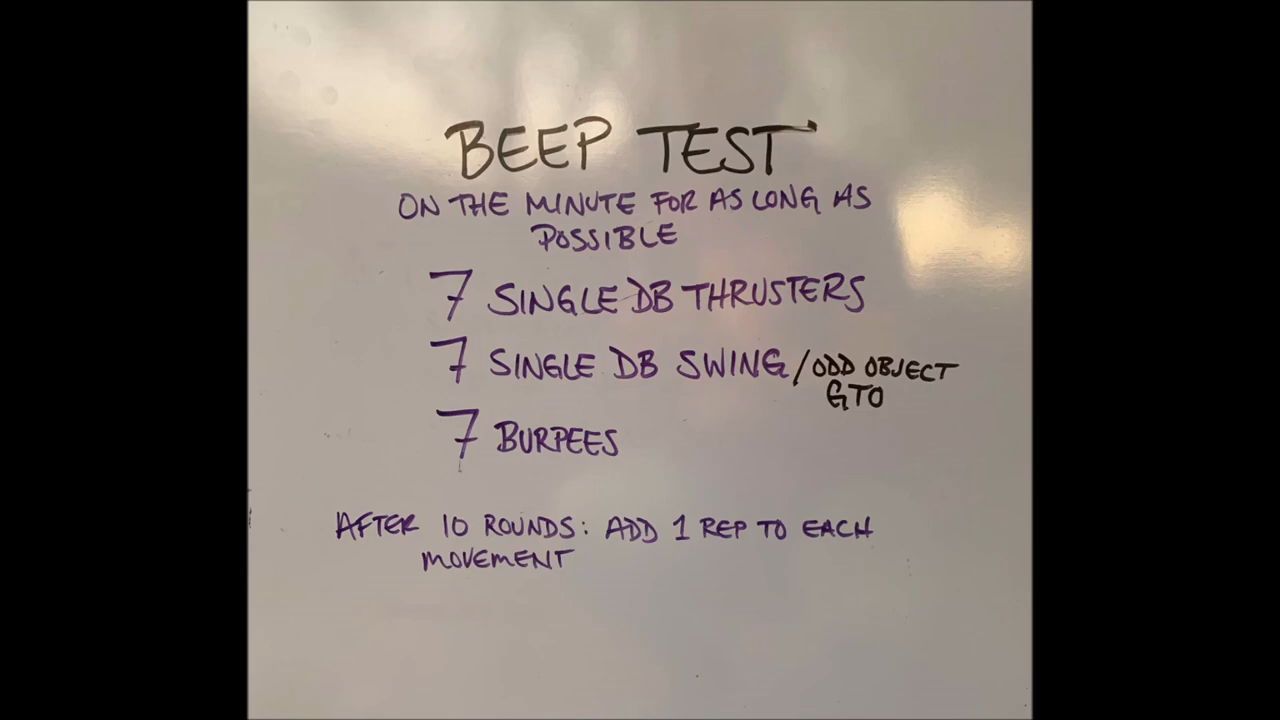 BEEP TEST
ON THE MINUTE FOR AS LONG AS
POSSIBLE
7 SINGLE DB THRUSTERS
7 SINGLE DB SWING / ODD OBJECT
GTO
7 BURPEES
AFTER 10 ROUNDS: ADD 1 REP TO EACH
MOVEMENT